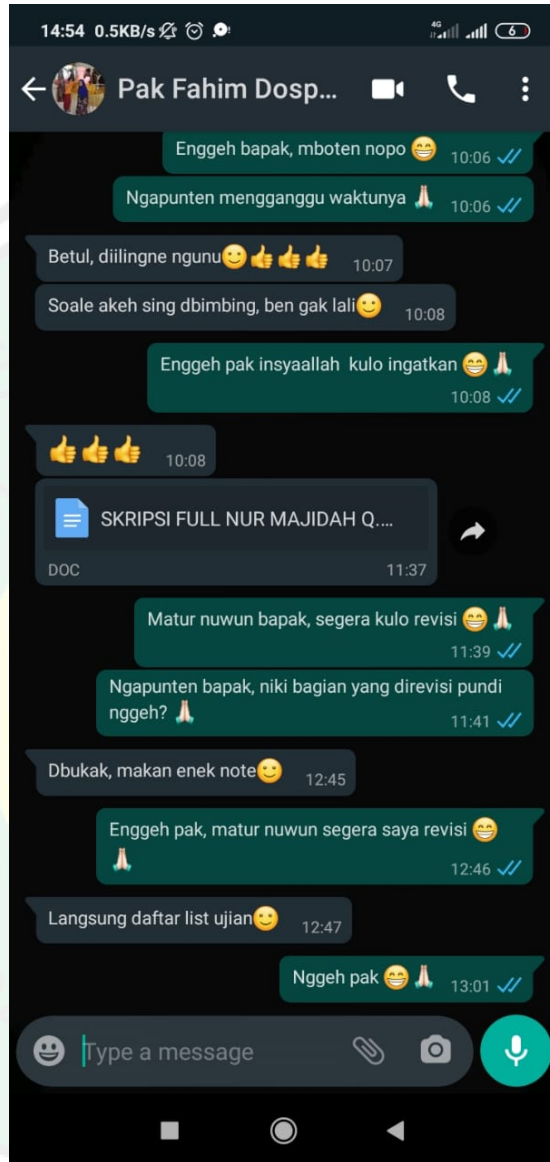 14:54 0.5KB/s 4G 6
Pak Fahim Dosp...
Enggeh bapak, mboten nopo 😁 10:06
Ngapunten mengganggu waktunya 🙏🏻 10:06
Betul, diilingne ngunu🙂👍👍👍 10:07
Soale akeh sing dbimbing, ben gak lali🙂 10:08
Enggeh pak insyaallah kulo ingatkan 😁🙏🏻
10:08
👍👍👍 10:08
SKRIPSI FULL NUR MAJIDAH Q....
DOC 11:37
Matur nuwun bapak, segera kulo revisi 😁🙏🏻
11:39
Ngapunten bapak, niki bagian yang direvisi pundi
nggeh? 🙏🏻 11:41
Dbukak, makan enek note🙂 12:45
Enggeh pak, matur nuwun segera saya revisi 😁
🙏🏻 12:46
Langsung daftar list ujian🙂 12:47
Nggeh pak 😁🙏🏻 13:01
Type a message